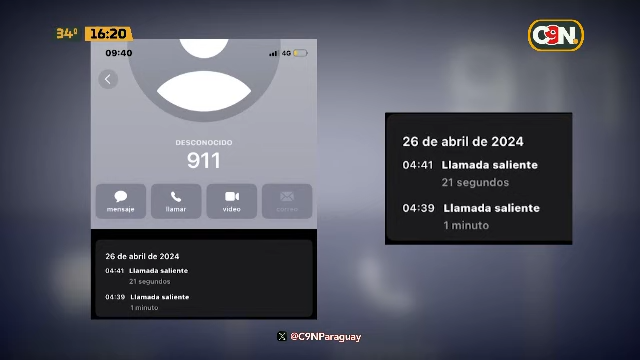 34º
16:20
C9N
09:40
4G
DESCONOCIDO
911
mensaje
llamar
video
26 de abril de 2024
04:41 Llamada saliente
21 segundos
04:39 Llamada saliente
1 minuto
26 de abril de 2024
04:41 Llamada saliente
21 segundos
04:39 Llamada saliente
1 minuto
X @C9NParaguay